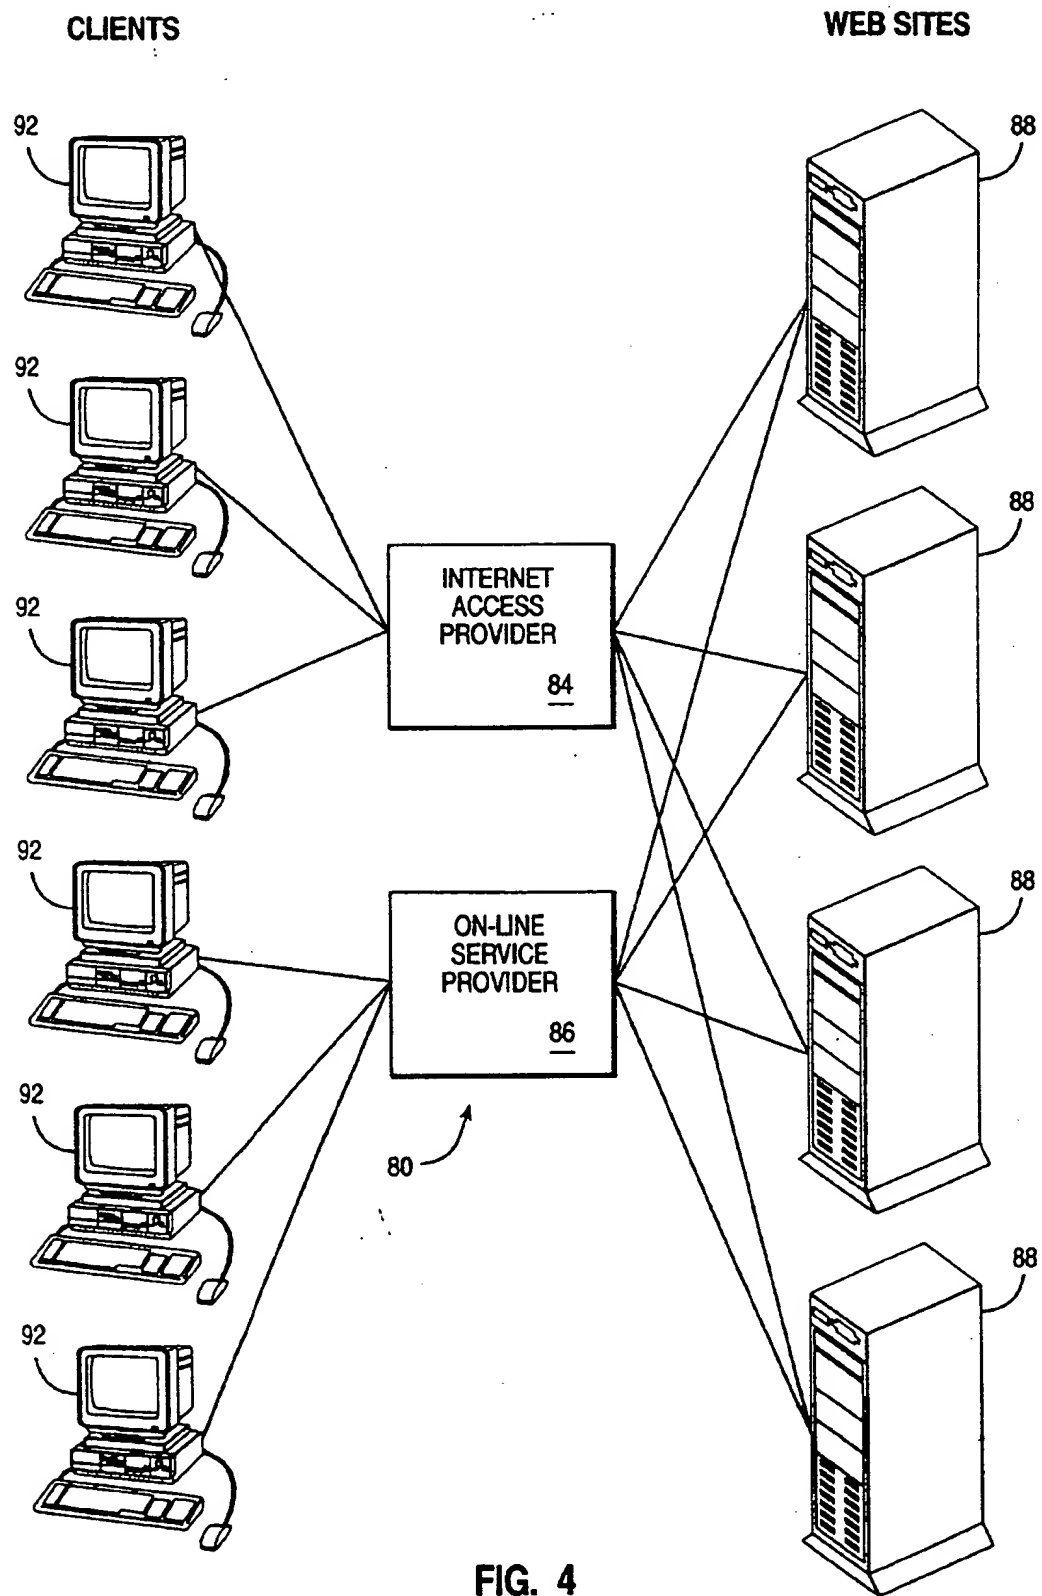 CLIENTS
WEB SITES
92
88
92
88
INTERNET
ACCESS
PROVIDER
84
92
92
88
ON-LINE
SERVICE
PROVIDER
86
92
80
88
92
FIG. 4